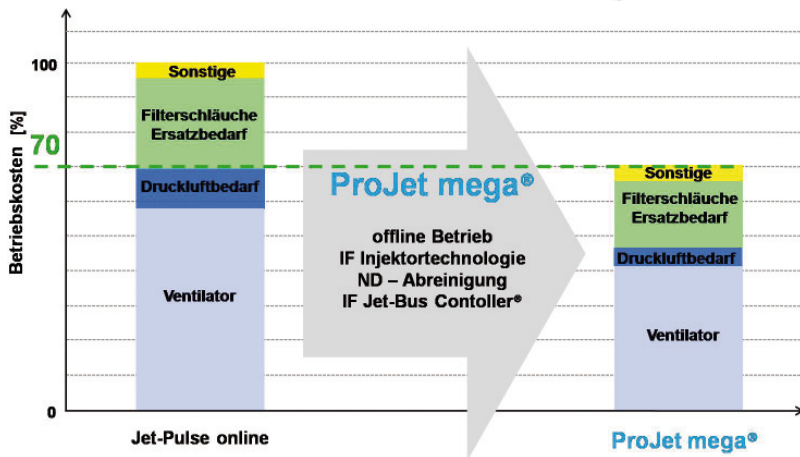 Betriebskosten [%]
100
70
0
Sonstige
Filterschläuche
Ersatzbedarf
Druckluftbedarf
Ventilator
Jet-Pulse online
ProJet mega®
offline Betrieb
IF Injektortechnologie
ND – Abreinigung
IF Jet-Bus Contoller®
Sonstige
Filterschläuche
Ersatzbedarf
Druckluftbedarf
Ventilator
ProJet mega®